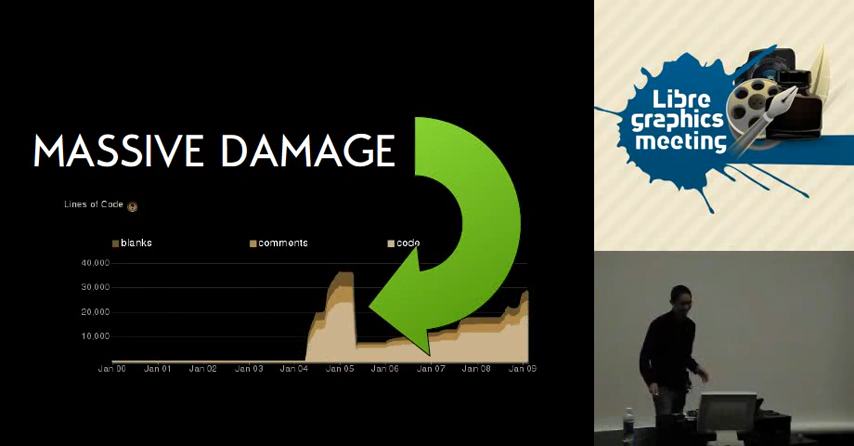 MASSIVE DAMAGE
Lines of Code
blanks comments code
40,000
30,000
20,000
10,000
Jan 00 Jan 01 Jan 02 Jan 03 Jan 04 Jan 05 Jan 06 Jan 07 Jan 08 Jan 09
Libre
graphics
meeting